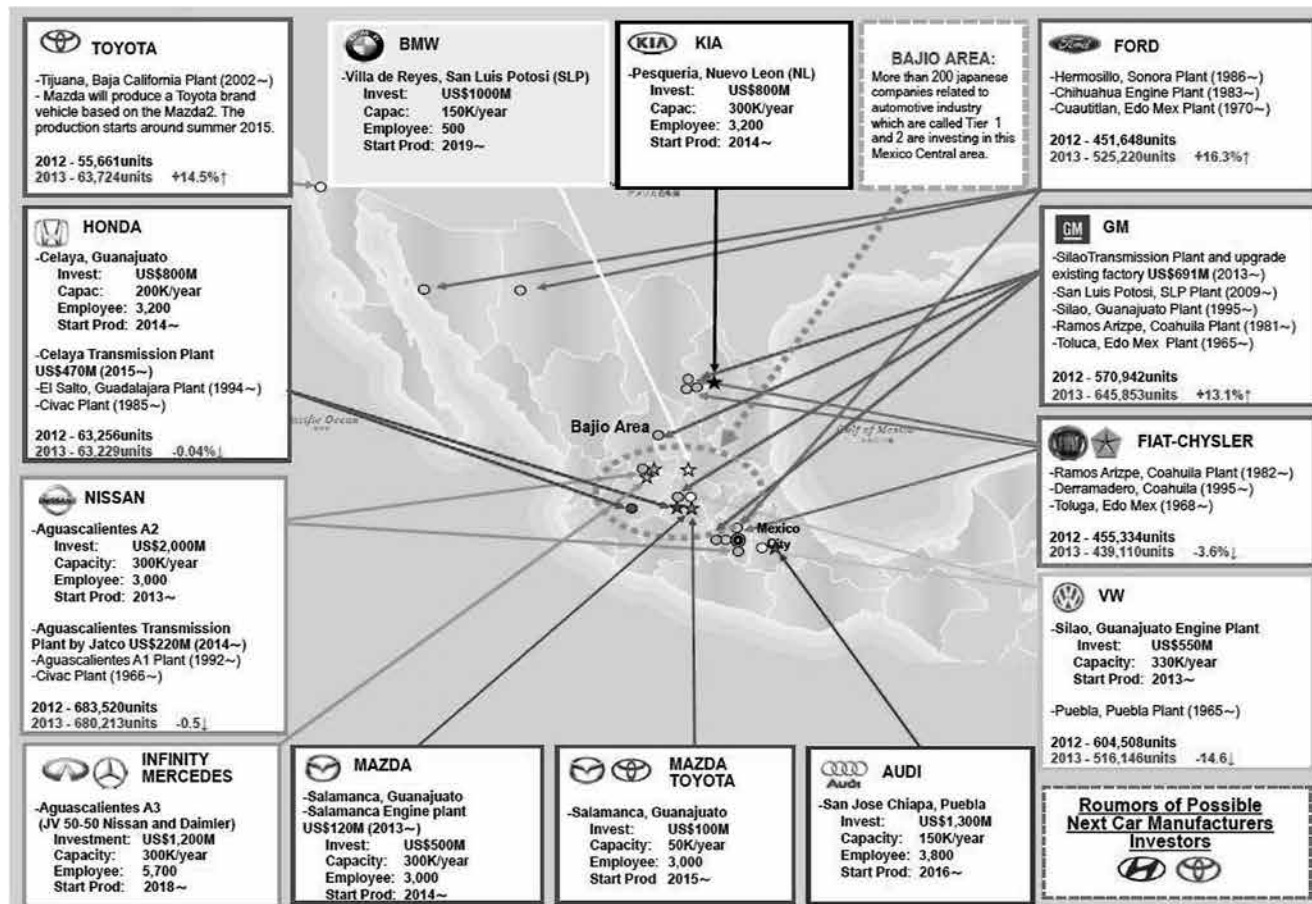 TOYOTA
-Tijuana, Baja California Plant (2002~)
- Mazda will produce a Toyota brand
vehicle based on the Mazda2. The
production starts around summer 2015.
2012 - 55,661units
2013 - 63,724units +14.5%↑
BMW
-Villa de Reyes, San Luis Potosi (SLP)
Invest: US$1000M
Capac: 150K/year
Employee: 500
Start Prod: 2019~
KIA
KIA
-Pesqueria, Nuevo Leon (NL)
Invest: US$800M
Capac: 300K/year
Employee: 3,200
Start Prod: 2014~
BAJIO AREA:
More than 200 japanese
companies related to
automotive industry
which are called Tier 1
and 2 are investing in this
Mexico Central area.
Ford
FORD
-Hermosillo, Sonora Plant (1986~)
-Chihuahua Engine Plant (1983~)
-Cuautitlan, Edo Mex Plant (1970~)
2012 - 451,648units
2013 - 525,220units +16.3%↑
HONDA
-Celaya, Guanajuato
Invest: US$800M
Capac: 200K/year
Employee: 3,200
Start Prod: 2014~
-Celaya Transmission Plant
US$470M (2015~)
-El Salto, Guadalajara Plant (1994~)
-Civac Plant (1985~)
2012 - 63,256units
2013 - 63,229units -0.04%↓
GM
GM
-SilaoTransmission Plant and upgrade
existing factory US$691M (2013~)
-San Luis Potosi, SLP Plant (2009~)
-Silao, Guanajuato Plant (1995~)
-Ramos Arizpe, Coahuila Plant (1981~)
-Toluca, Edo Mex Plant (1965~)
2012 - 570,942units
2013 - 645,853units +13.1%↑
Pacific Ocean
Bajio Area
Gulf of Mexico
Mexico
City
FIAT-CHYSLER
-Ramos Arizpe, Coahuila Plant (1982~)
-Derramadero, Coahuila (1995~)
-Toluga, Edo Mex (1968~)
2012 - 455,334units
2013 - 439,110units -3.6%↓
NISSAN
-Aguascalientes A2
Invest: US$2,000M
Capacity: 300K/year
Employee: 3,000
Start Prod: 2013~
-Aguascalientes Transmission
Plant by Jatco US$220M (2014~)
-Aguascalientes A1 Plant (1992~)
-Civac Plant (1966~)
2012 - 683,520units
2013 - 680,213units -0.5↓
VW
-Silao, Guanajuato Engine Plant
Invest: US$550M
Capacity: 330K/year
Start Prod: 2013~
-Puebla, Puebla Plant (1965~)
2012 - 604,508units
2013 - 516,146units -14.6↓
INFINITY
MERCEDES
-Aguascalientes A3
(JV 50-50 Nissan and Daimler)
Investment: US$1,200M
Capacity: 300K/year
Employee: 5,700
Start Prod: 2018~
MAZDA
-Salamanca, Guanajuato
-Salamanca Engine plant
US$120M (2013~)
Invest: US$500M
Capacity: 300K/year
Employee: 3,000
Start Prod: 2014~
MAZDA
TOYOTA
-Salamanca, Guanajuato
Invest: US$100M
Capacity: 50K/year
Employee: 3,000
Start Prod 2015~
Audi
AUDI
-San Jose Chiapa, Puebla
Invest: US$1,300M
Capacity: 150K/year
Employee: 3,800
Start Prod: 2016~
Roumors of Possible
Next Car Manufacturers
Investors